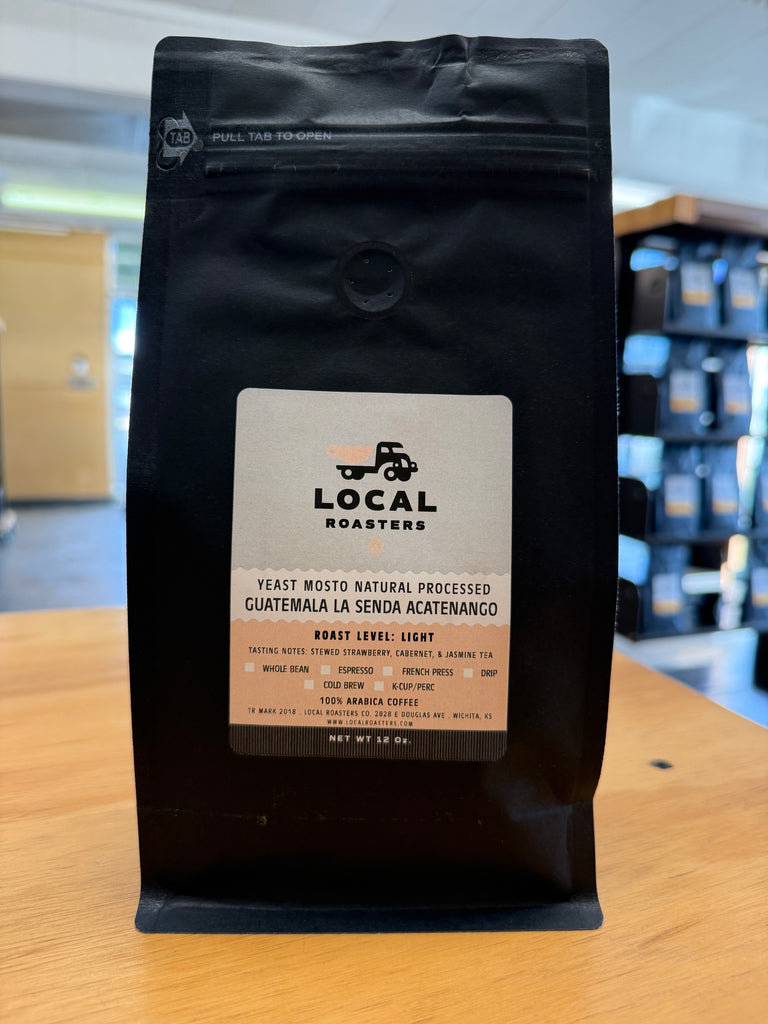 TAB
PULL TAB TO OPEN
LOCAL
ROASTERS
YEAST MOSTO NATURAL PROCESSED
GUATEMALA LA SENDA ACATENANGO
ROAST LEVEL: LIGHT
TASTING NOTES: STEWED STRAWBERRY, CABERNET, & JASMINE TEA
WHOLE BEAN ESPRESSO FRENCH PRESS DRIP
COLD BREW K-CUP/PERC
100% ARABICA COFFEE
TR MARK 2018 . LOCAL ROASTERS CO. 2828 E DOUGLAS AVE . WICHITA, KS
WWW.LOCALROASTERS.COM
NET WT 12 Oz.